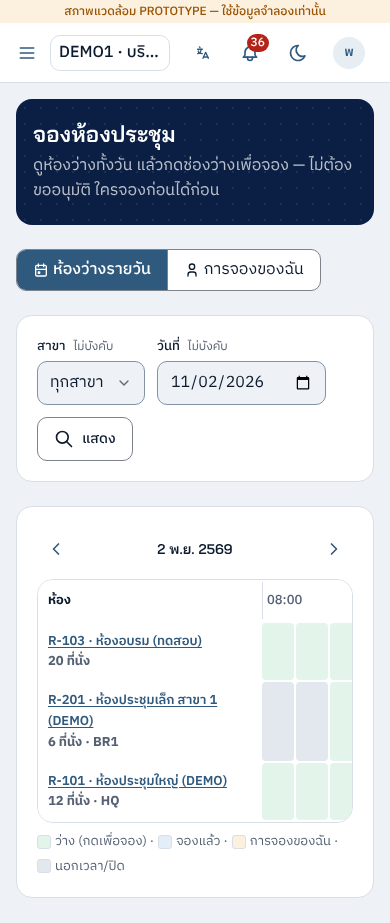 สภาพแวดล้อม PROTOTYPE — ใช้ข้อมูลจำลองเท่านั้น
DEMO1 · บริ...
36
พ
จองห้องประชุม
ดูห้องว่างทั้งวัน แล้วกดช่องว่างเพื่อจอง — ไม่ต้อง
ขออนุมัติ ใครจองก่อนได้ก่อน
ห้องว่างรายวัน
การจองของฉัน
สาขา ไม่บังคับ
วันที่ ไม่บังคับ
ทุกสาขา
11/02/2026
แสดง
2 พ.ย. 2569
ห้อง
08:00
R-103 · ห้องอบรม (ทดสอบ)
20 ที่นั่ง
R-201 · ห้องประชุมเล็ก สาขา 1
(DEMO)
6 ที่นั่ง · BR1
R-101 · ห้องประชุมใหญ่ (DEMO)
12 ที่นั่ง · HQ
ว่าง (กดเพื่อจอง) · จองแล้ว · การจองของฉัน ·
นอกเวลา/ปิด